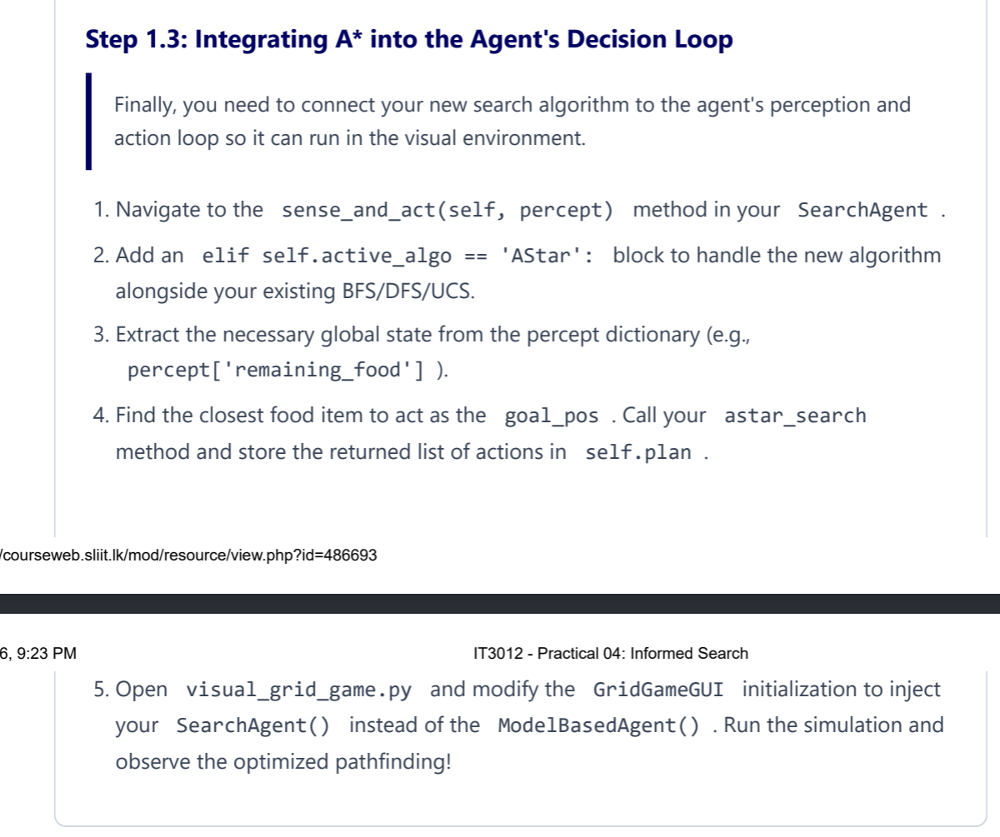 Step 1.3: Integrating A* into the Agent's Decision Loop
Finally, you need to connect your new search algorithm to the agent's perception and
action loop so it can run in the visual environment.
1. Navigate to the sense_and_act(self, percept) method in your SearchAgent .
2. Add an elif self.active_algo == 'AStar': block to handle the new algorithm
alongside your existing BFS/DFS/UCS.
3. Extract the necessary global state from the percept dictionary (e.g.,
percept['remaining_food'] ).
4. Find the closest food item to act as the goal_pos . Call your astar_search
method and store the returned list of actions in self.plan .
/courseweb.sliit.lk/mod/resource/view.php?id=486693
6, 9:23 PM IT3012 - Practical 04: Informed Search
5. Open visual_grid_game.py and modify the GridGameGUI initialization to inject
your SearchAgent() instead of the ModelBasedAgent() . Run the simulation and
observe the optimized pathfinding!